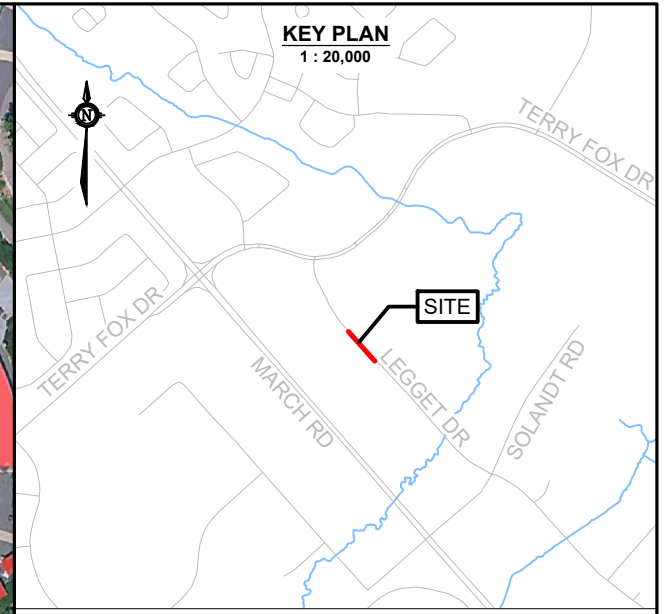 KEY PLAN
1 : 20,000
N
TERRY FOX DR
SITE
TERRY FOX DR
MARCH RD
LEGGET DR
SOLANDT RD